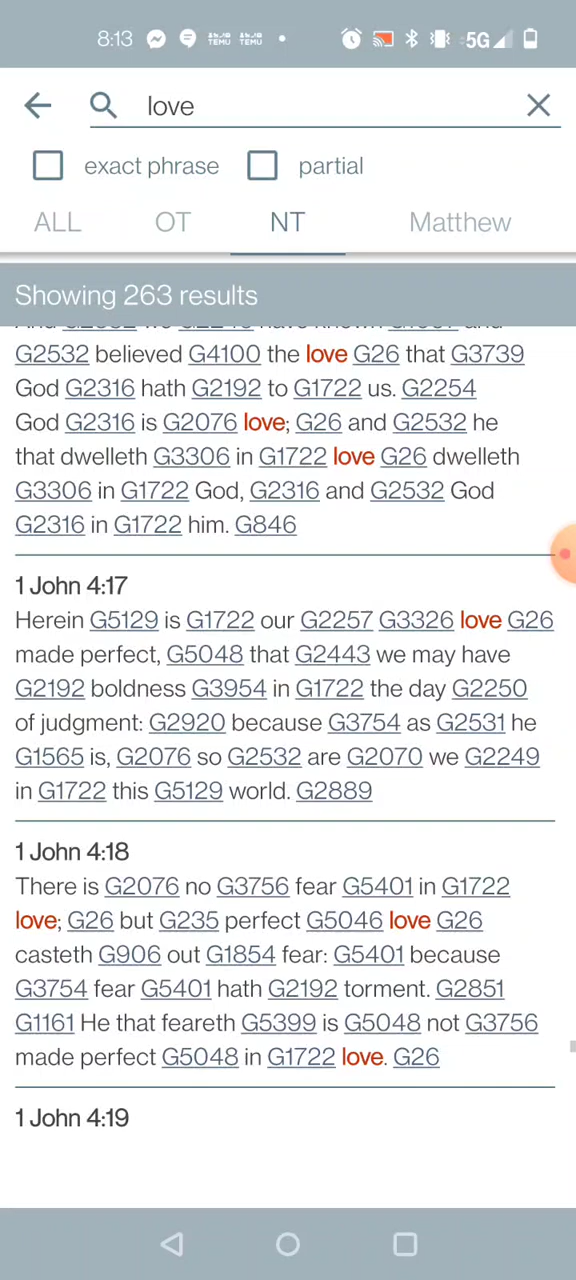 8:13 TEMU TEMU 5G
love
exact phrase partial
ALL OT NT Matthew
Showing 263 results
G2532 believed G4100 the love G26 that G3739
God G2316 hath G2192 to G1722 us. G2254
God G2316 is G2076 love; G26 and G2532 he
that dwelleth G3306 in G1722 love G26 dwelleth
G3306 in G1722 God, G2316 and G2532 God
G2316 in G1722 him. G846
1 John 4:17
Herein G5129 is G1722 our G2257 G3326 love G26
made perfect, G5048 that G2443 we may have
G2192 boldness G3954 in G1722 the day G2250
of judgment: G2920 because G3754 as G2531 he
G1565 is, G2076 so G2532 are G2070 we G2249
in G1722 this G5129 world. G2889
1 John 4:18
There is G2076 no G3756 fear G5401 in G1722
love; G26 but G235 perfect G5046 love G26
casteth G906 out G1854 fear: G5401 because
G3754 fear G5401 hath G2192 torment. G2851
G1161 He that feareth G5399 is G5048 not G3756
made perfect G5048 in G1722 love. G26
1 John 4:19